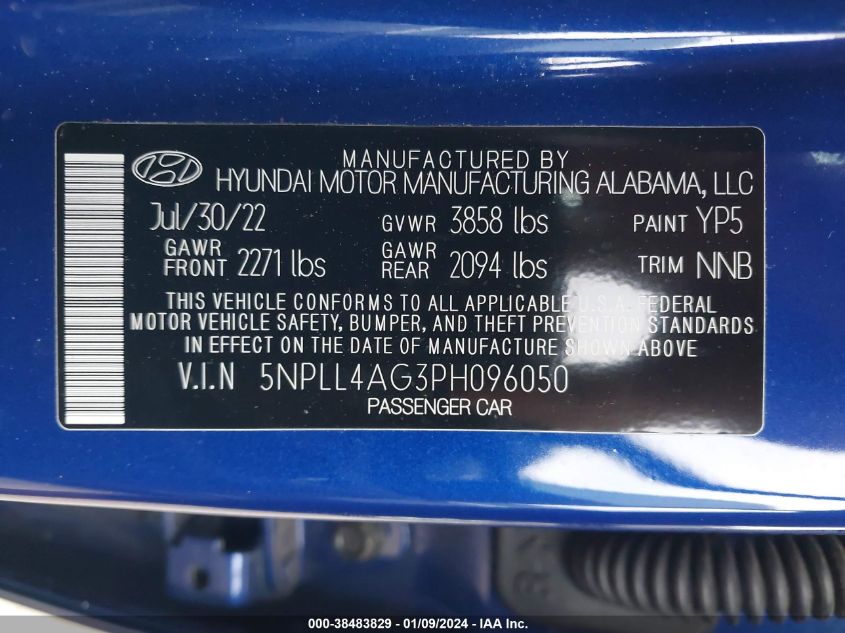 MANUFACTURED BY
HYUNDAI MOTOR MANUFACTURING ALABAMA, LLC
Jul/30/22 GVWR 3858 lbs PAINT YP5
GAWR FRONT 2271 lbs GAWR REAR 2094 lbs TRIM NNB
THIS VEHICLE CONFORMS TO ALL APPLICABLE U.S.A. FEDERAL
MOTOR VEHICLE SAFETY, BUMPER, AND THEFT PREVENTION STANDARDS
IN EFFECT ON THE DATE OF MANUFACTURE SHOWN ABOVE
V.I.N 5NPLL4AG3PH096050
PASSENGER CAR
000-38483829 - 01/09/2024 - IAA Inc.